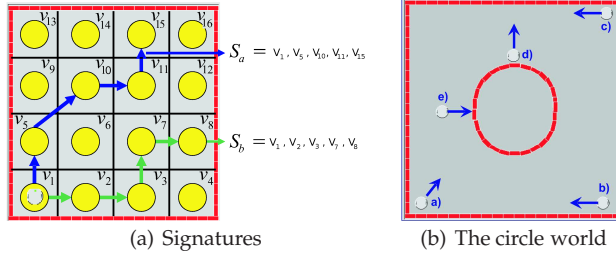 v13 v14 v15 v16
v9 v10 v11 v12
v5 v6 v7 v8
v1 v2 v3 v4
Sa = v1 , v5 , v10 , v11 , v15
Sb = v1 , v2 , v3 , v7 , v8
(a) Signatures
c)
d)
e)
a)
b)
(b) The circle world